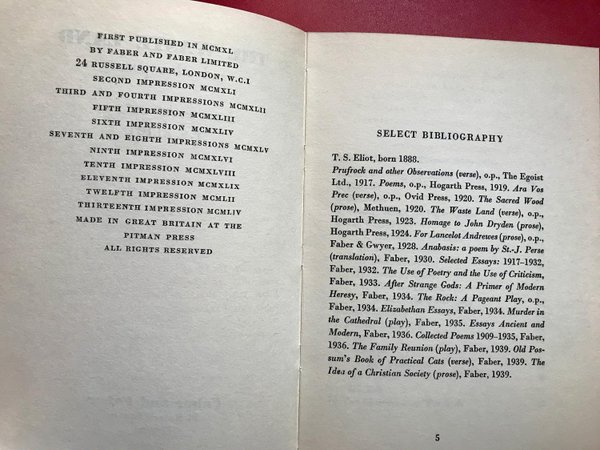 FIRST PUBLISHED IN MCMXL
BY FABER AND FABER LIMITED
24 RUSSELL SQUARE, LONDON, W.C.I
SECOND IMPRESSION MCMXLI
THIRD AND FOURTH IMPRESSIONS MCMXLII
FIFTH IMPRESSION MCMXLIII
SIXTH IMPRESSION MCMXLIV
SEVENTH AND EIGHTH IMPRESSIONS MCMXLV
NINTH IMPRESSION MCMXLVI
TENTH IMPRESSION MCMXLVIII
ELEVENTH IMPRESSION MCMXLIX
TWELFTH IMPRESSION MCMLII
THIRTEENTH IMPRESSION MCMLIV
MADE IN GREAT BRITAIN AT THE
PITMAN PRESS
ALL RIGHTS RESERVED
SELECT BIBLIOGRAPHY
T. S. Eliot, born 1888.
Prufrock and other Observations (verse), o.p., The Egoist
Ltd., 1917. Poems, o.p., Hogarth Press, 1919. Ara Vos
Prec (verse), o.p., Ovid Press, 1920. The Sacred Wood
(prose), Methuen, 1920. The Waste Land (verse), o.p.,
Hogarth Press, 1923. Homage to John Dryden (prose),
Hogarth Press, 1924. For Lancelot Andrewes (prose), o.p.,
Faber & Gwyer, 1928. Anabasis: a poem by St.-J. Perse
(translation), Faber, 1930. Selected Essays: 1917–1932,
Faber, 1932. The Use of Poetry and the Use of Criticism,
Faber, 1933. After Strange Gods: A Primer of Modern
Heresy, Faber, 1934. The Rock: A Pageant Play, o.p.,
Faber, 1934. Elizabethan Essays, Faber, 1934. Murder in
the Cathedral (play), Faber, 1935. Essays Ancient and
Modern, Faber, 1936. Collected Poems 1909–1935, Faber,
1936. The Family Reunion (play), Faber, 1939. Old Pos-
sum's Book of Practical Cats (verse), Faber, 1939. The
Idea of a Christian Society (prose), Faber, 1939.
5